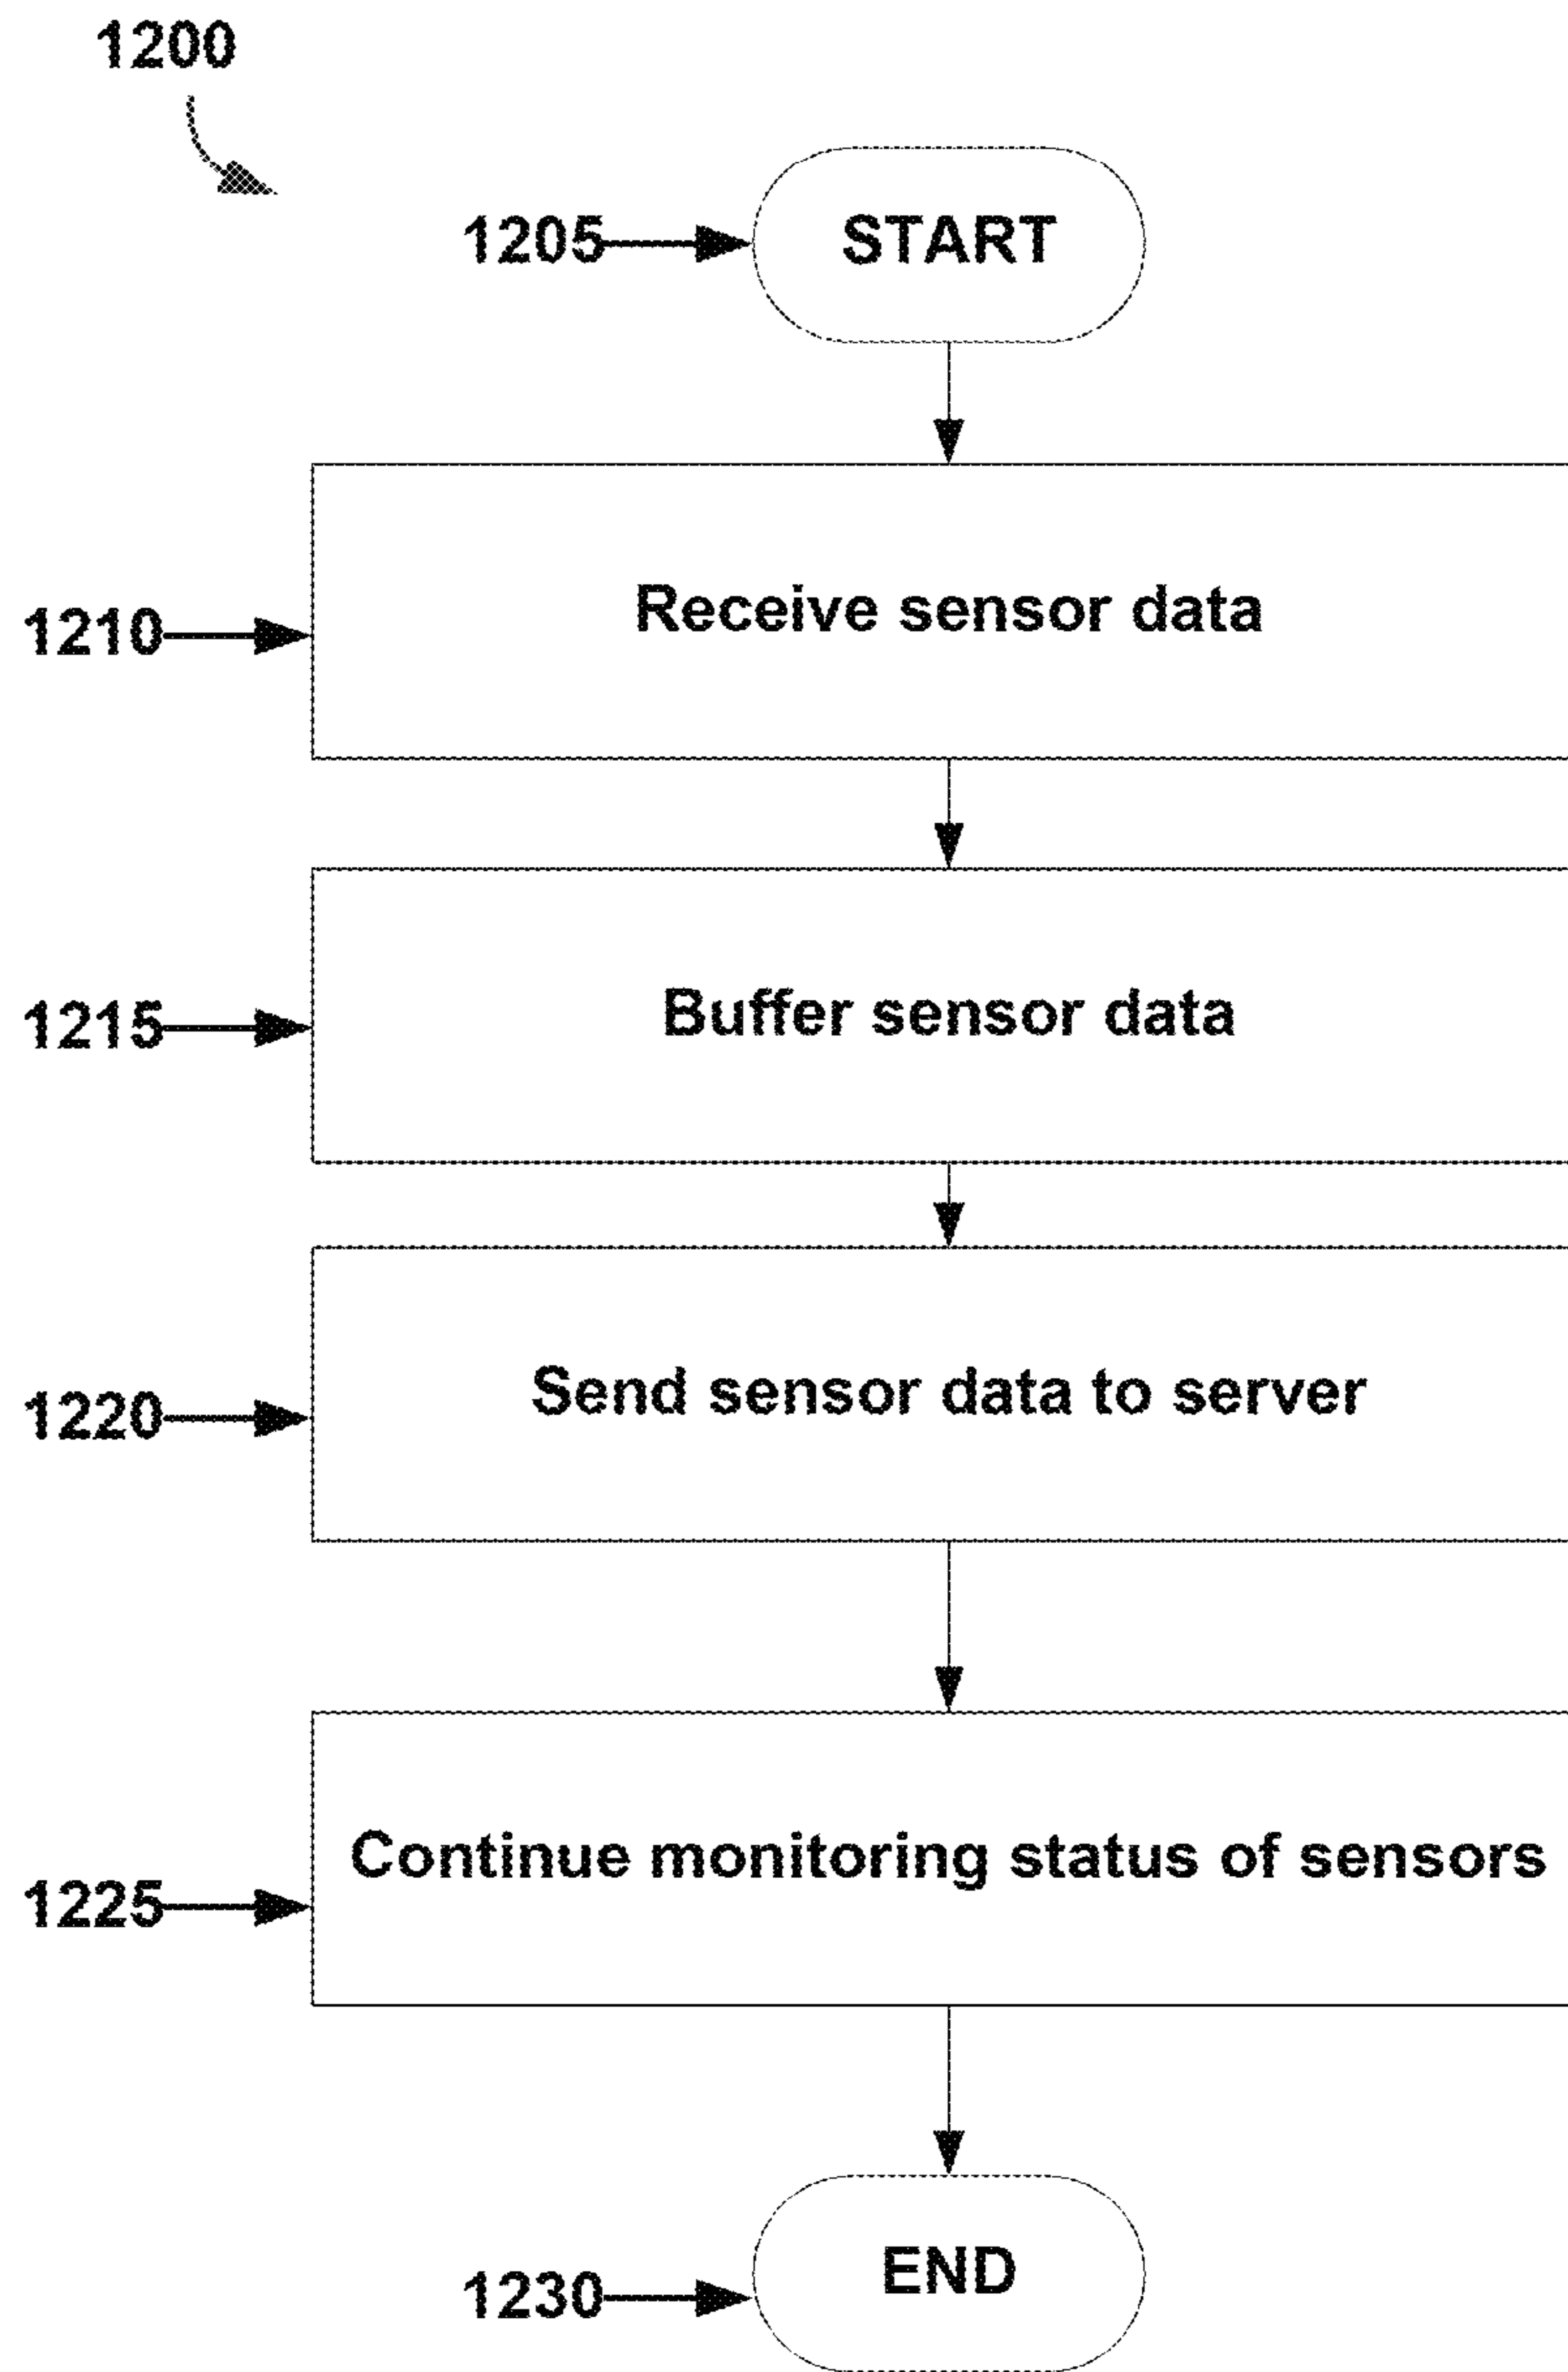 1200
1205 START
1210 Receive sensor data
1215 Buffer sensor data
1220 Send sensor data to server
1225 Continue monitoring status of sensors
1230 END